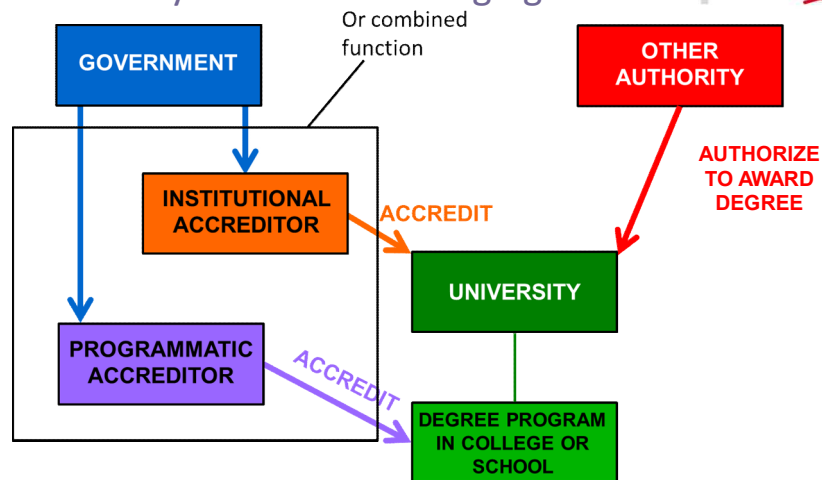 Or combined
function
GOVERNMENT
OTHER
AUTHORITY
AUTHORIZE
TO AWARD
DEGREE
INSTITUTIONAL
ACCREDITOR
ACCREDIT
UNIVERSITY
PROGRAMMATIC
ACCREDITOR
ACCREDIT
DEGREE PROGRAM
IN COLLEGE OR
SCHOOL